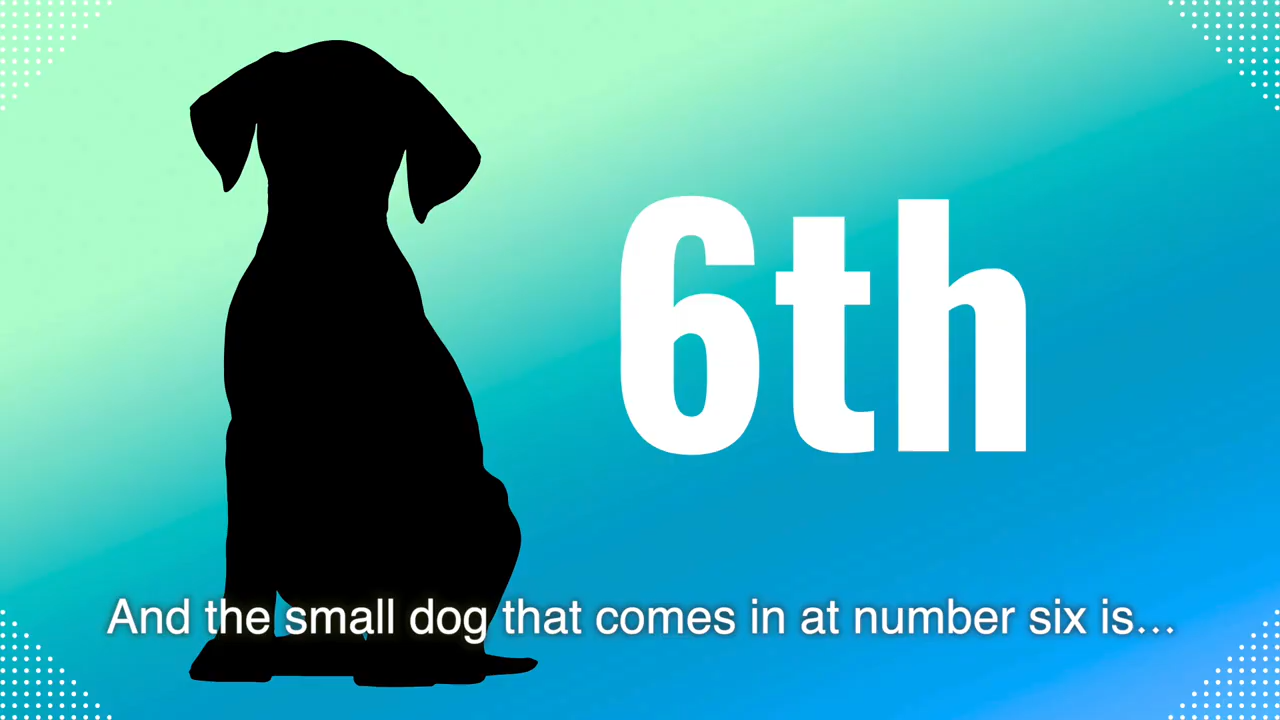 6th
And the small dog that comes in at number six is...